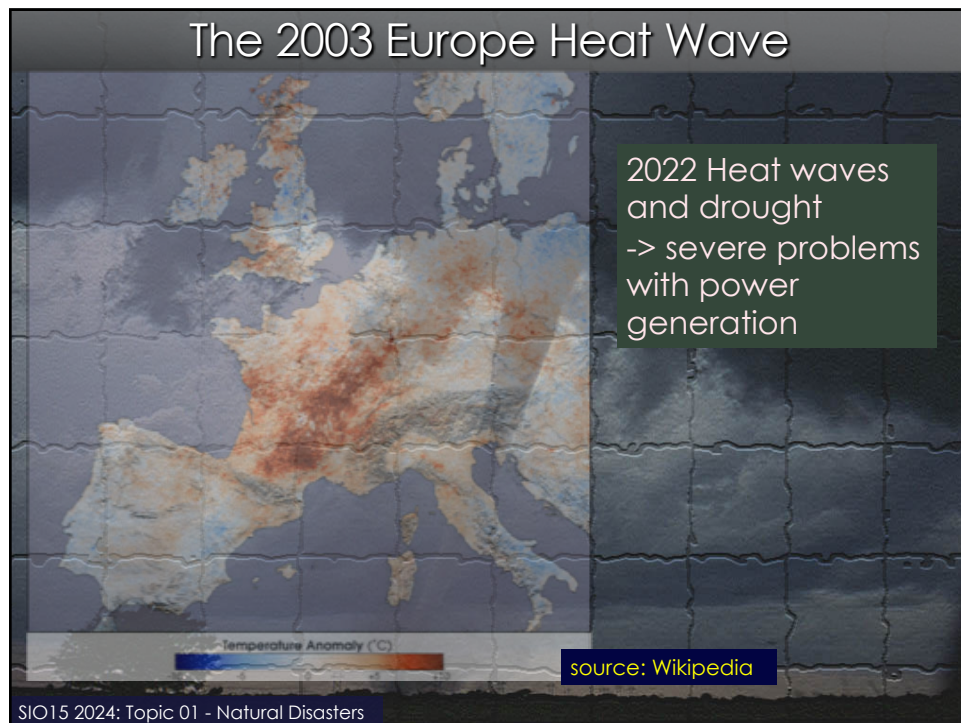 The 2003 Europe Heat Wave
2022 Heat waves
and drought
-> severe problems
with power
generation
Temperature Anomaly (°C)
source: Wikipedia
SIO15 2024: Topic 01 - Natural Disasters